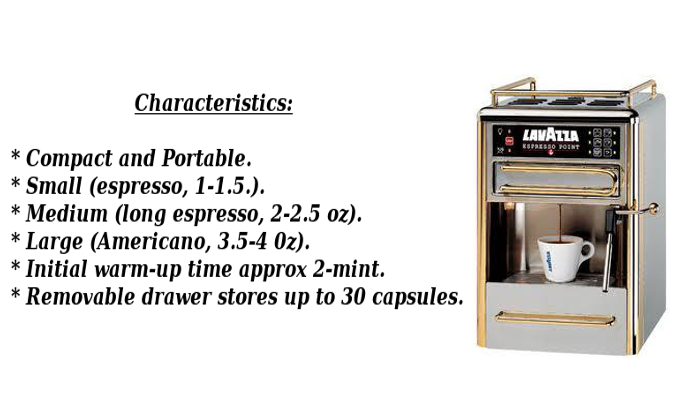 Characteristics:
* Compact and Portable.
* Small (espresso, 1-1.5.).
* Medium (long espresso, 2-2.5 oz).
* Large (Americano, 3.5-4 0z).
* Initial warm-up time approx 2-mint.
* Removable drawer stores up to 30 capsules.
LAVAZZA
ESPRESSO POINT
LAVAZZA